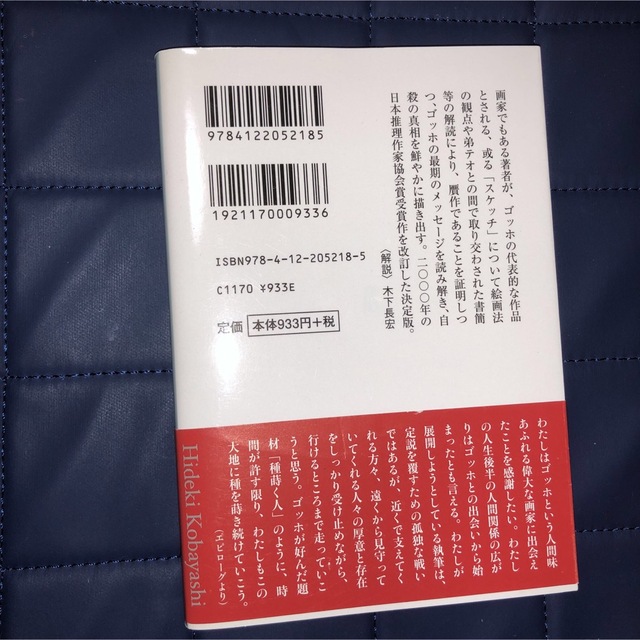 画家でもある著者が、ゴッホの代表的な作品
とされる、或る「スケッチ」について絵画法
の観点や弟テオとの間で取り交わされた書簡
等の解読により、贋作であることを証明しつ
つ、ゴッホの最期のメッセージを読み解き、自
殺の真相を鮮やかに描き出す。二〇〇〇年の
日本推理作家協会賞受賞作を改訂した決定版。
〈解説〉木下長宏
9784122052185
1921170009336
ISBN978-4-12-205218-5
C1170 ¥933E
定価 本体933円+税
わたしはゴッホという人間味
あふれる偉大な画家に出会え
たことを感謝したい。わたし
の人生後半の人間関係の広が
りはゴッホとの出会いから始
まったとも言える。わたしが
展開しようとしている執筆は、
定説を覆すための孤独な戦い
ではあるが、近くで支えてく
れる方々、遠くから見守って
いてくれる人々の厚意と存在
をしっかり受け止めながら、
行けるところまで走っていこ
うと思う。ゴッホが好んだ題
材「種蒔く人」のように、時
間が許す限り、わたしもこの
大地に種を蒔き続けていこう。
（エピローグより）
Hideki Kobayashi